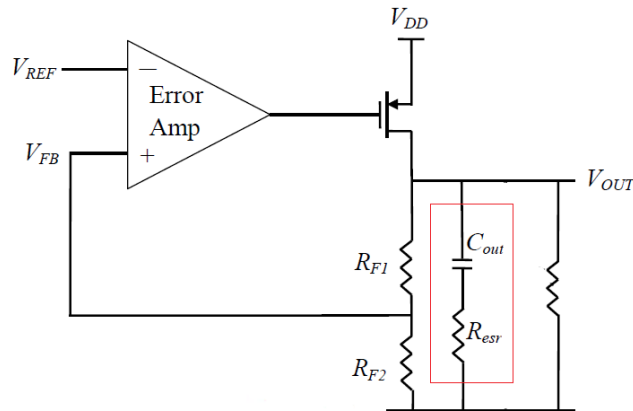 V_DD
V_REF
−
Error
Amp
V_FB
+
V_OUT
C_out
R_F1
R_esr
R_F2